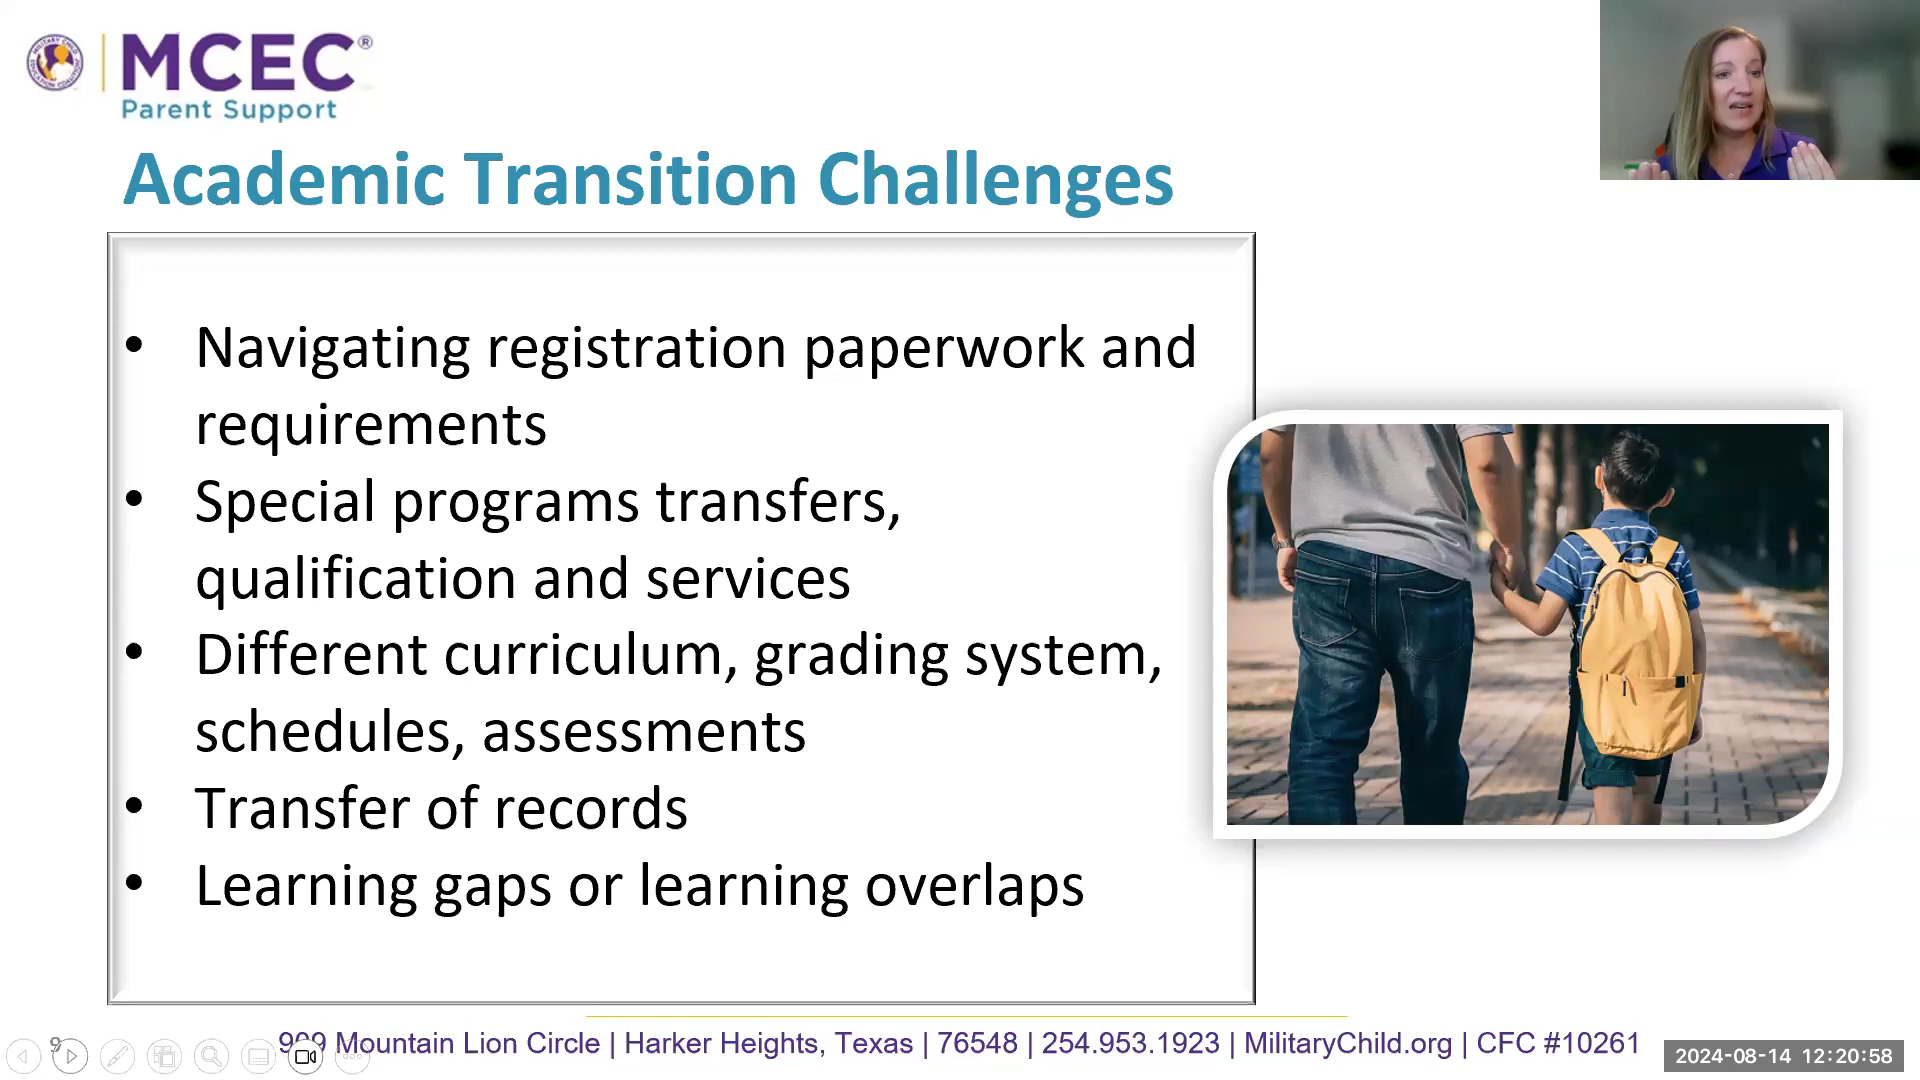 MCEC®
Parent Support
Academic Transition Challenges
• Navigating registration paperwork and
requirements
• Special programs transfers,
qualification and services
• Different curriculum, grading system,
schedules, assessments
• Transfer of records
• Learning gaps or learning overlaps
9
Mountain Lion Circle | Harker Heights, Texas | 76548 | 254.953.1923 | MilitaryChild.org | CFC #10261
2024-08-14 12:20:58